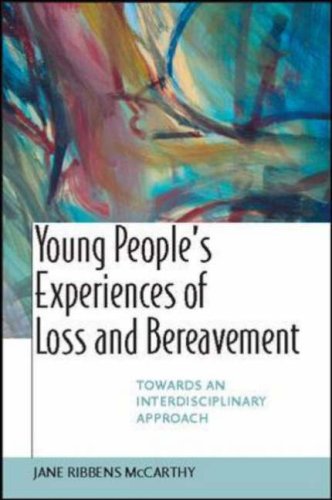 Young People's
Experiences of
Loss and Bereavement
TOWARDS AN
INTERDISCIPLINARY
APPROACH
JANE RIBBENS McCARTHY